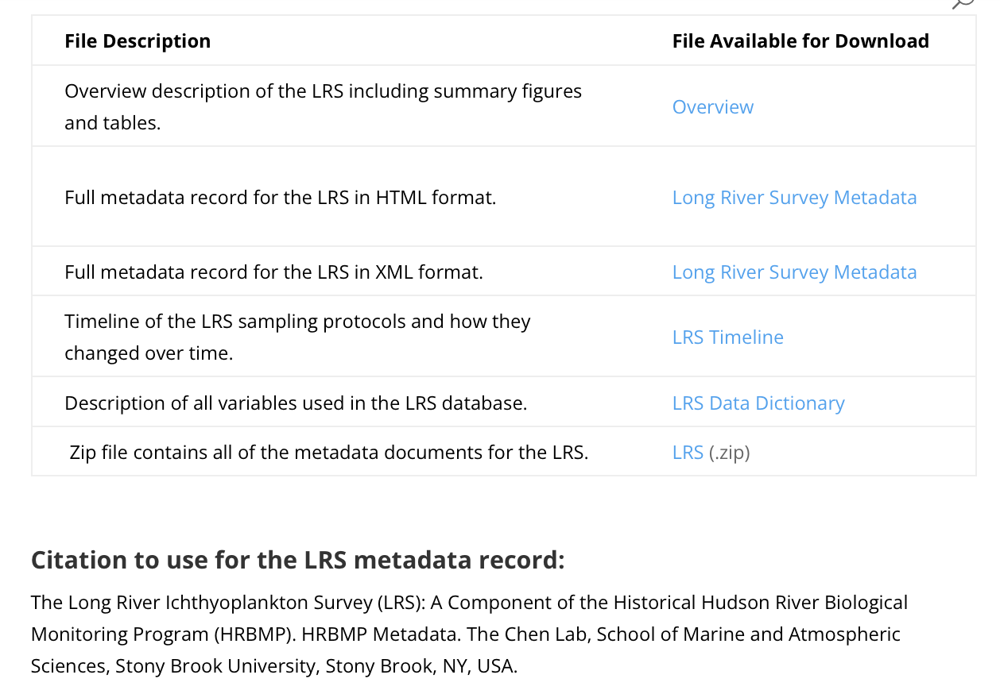 File Description
File Available for Download
Overview description of the LRS including summary figures
and tables.
Overview
Full metadata record for the LRS in HTML format.
Long River Survey Metadata
Full metadata record for the LRS in XML format.
Long River Survey Metadata
Timeline of the LRS sampling protocols and how they
changed over time.
LRS Timeline
Description of all variables used in the LRS database.
LRS Data Dictionary
Zip file contains all of the metadata documents for the LRS.
LRS (.zip)
Citation to use for the LRS metadata record:
The Long River Ichthyoplankton Survey (LRS): A Component of the Historical Hudson River Biological
Monitoring Program (HRBMP). HRBMP Metadata. The Chen Lab, School of Marine and Atmospheric
Sciences, Stony Brook University, Stony Brook, NY, USA.